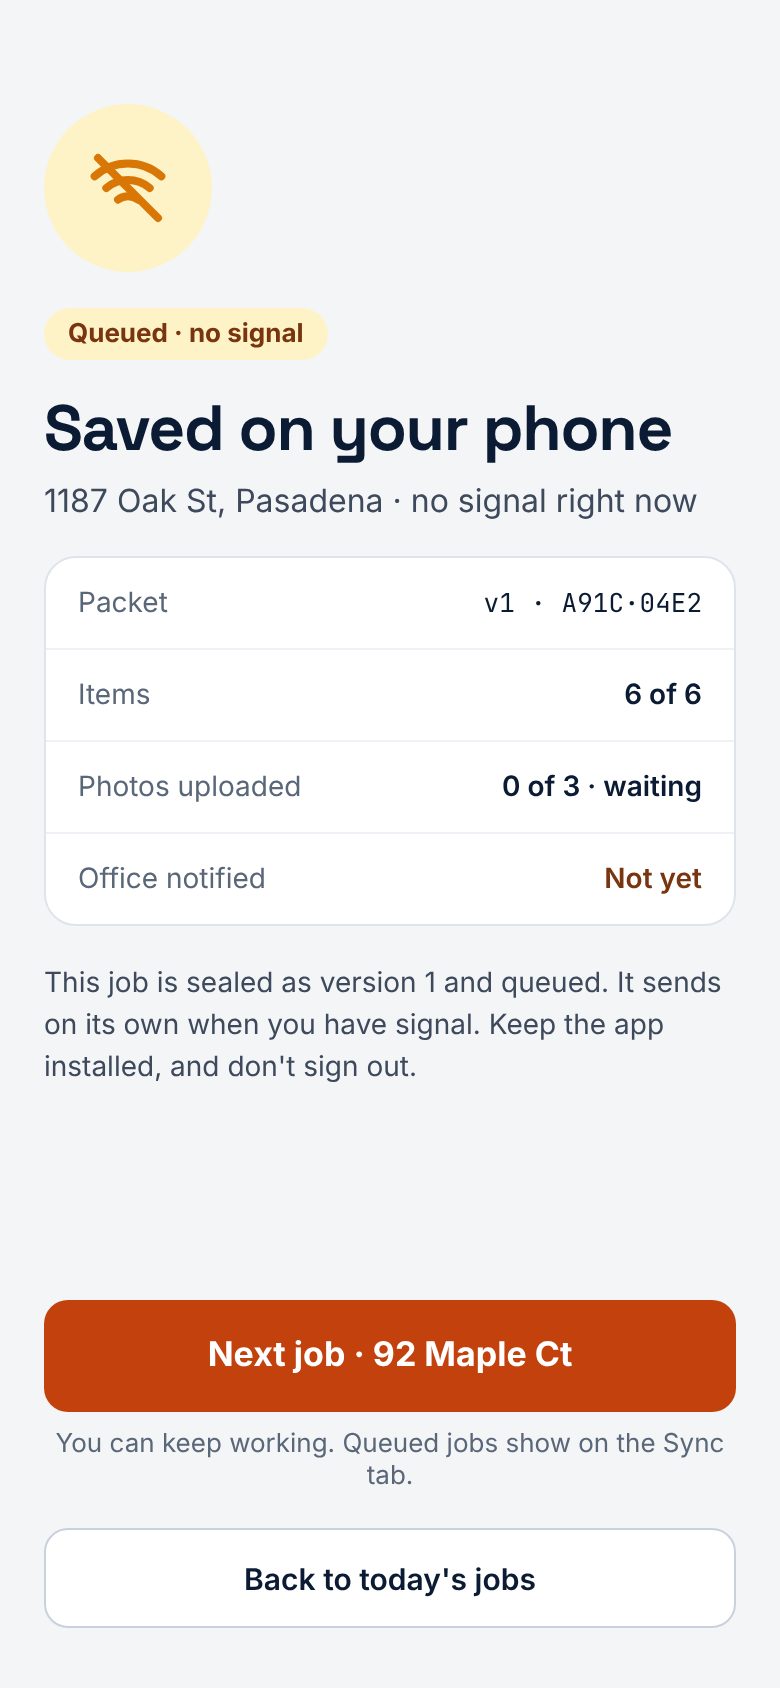 Queued · no signal
Saved on your phone
1187 Oak St, Pasadena · no signal right now
Packet v1 · A91C·04E2
Items 6 of 6
Photos uploaded 0 of 3 · waiting
Office notified Not yet
This job is sealed as version 1 and queued. It sends
on its own when you have signal. Keep the app
installed, and don't sign out.
Next job · 92 Maple Ct
You can keep working. Queued jobs show on the Sync
tab.
Back to today's jobs